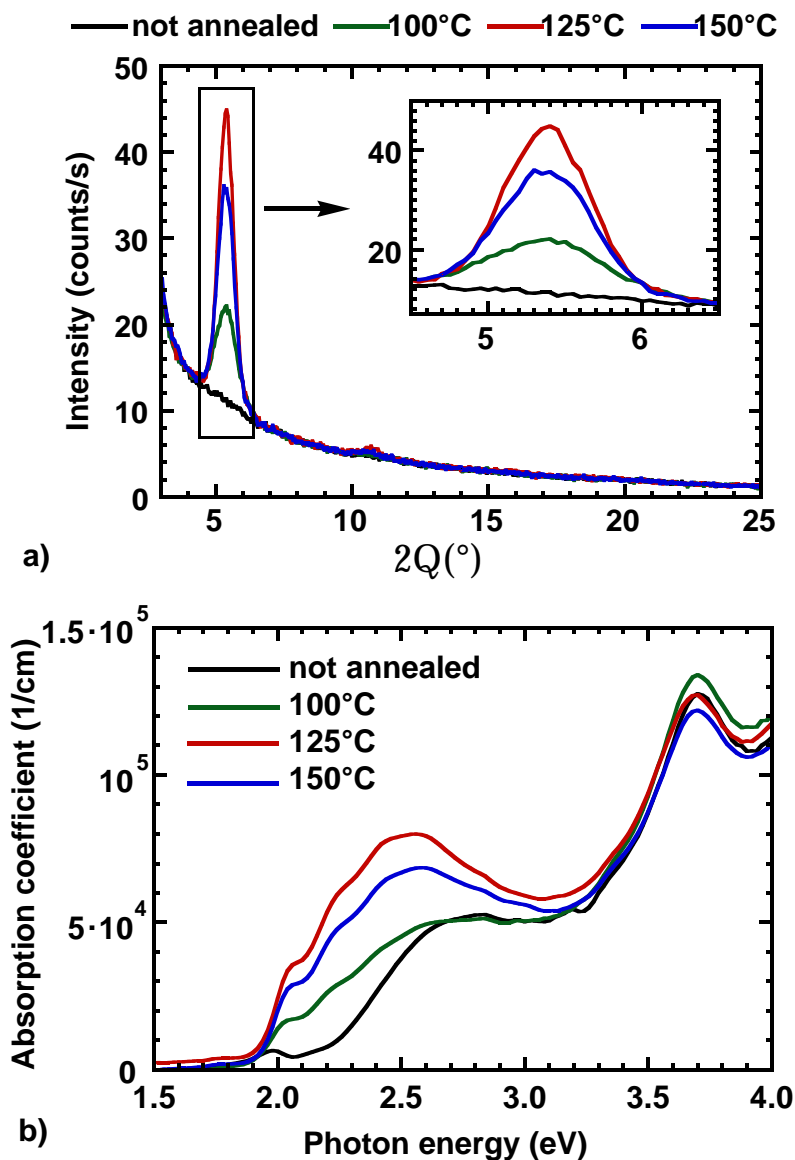 not annealed 100°C 125°C 150°C
50
40
30
20
10
0
Intensity (counts/s)
40
20
5 6
5 10 15 20 25
2Q(°)
a)
1.5·10⁵
10⁵
5·10⁴
0
Absorption coefficient (1/cm)
not annealed
100°C
125°C
150°C
1.5 2.0 2.5 3.0 3.5 4.0
Photon energy (eV)
b)